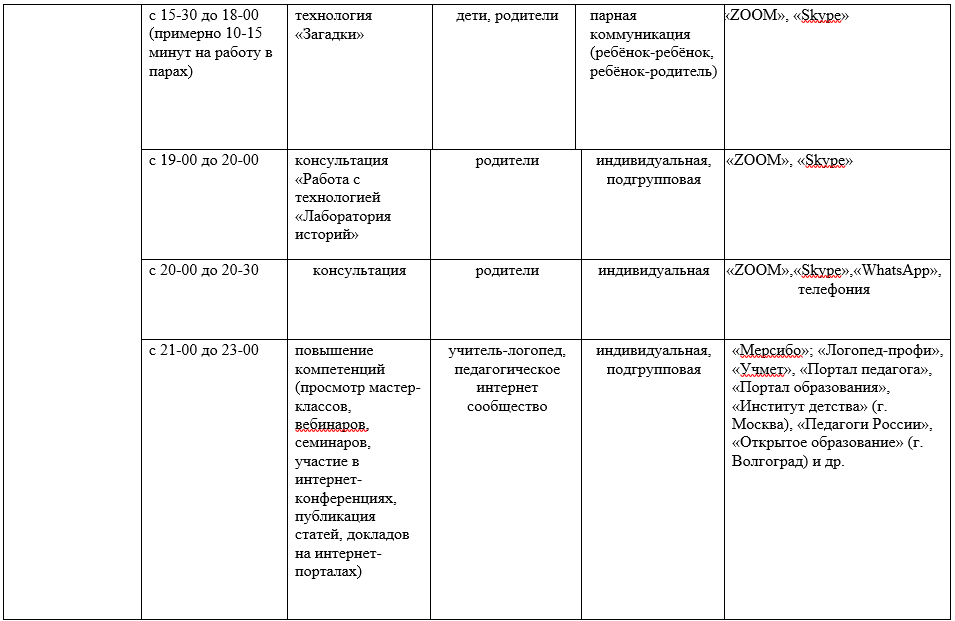 с 15-30 до 18-00
(примерно 10-15
минут на работу в
парах)
технология
«Загадки»
дети, родители
парная
коммуникация
(ребёнок-ребёнок,
ребёнок-родитель)
«ZOOM», «Skype»
с 19-00 до 20-00
консультация
«Работа с
технологией
«Лаборатория
историй»
родители
индивидуальная,
подгрупповая
«ZOOM», «Skype»
с 20-00 до 20-30
консультация
родители
индивидуальная
«ZOOM»,«Skype»,«WhatsApp»,
телефония
с 21-00 до 23-00
повышение
компетенций
(просмотр мастер-
классов,
вебинаров,
семинаров,
участие в
интернет-
конференциях,
публикация
статей, докладов
на интернет-
порталах)
учитель-логопед,
педагогическое
интернет
сообщество
индивидуальная,
подгрупповая
«Мерсибо»; «Логопед-профи»,
«Учмет», «Портал педагога»,
«Портал образования»,
«Институт детства» (г.
Москва), «Педагоги России»,
«Открытое образование» (г.
Волгоград) и др.